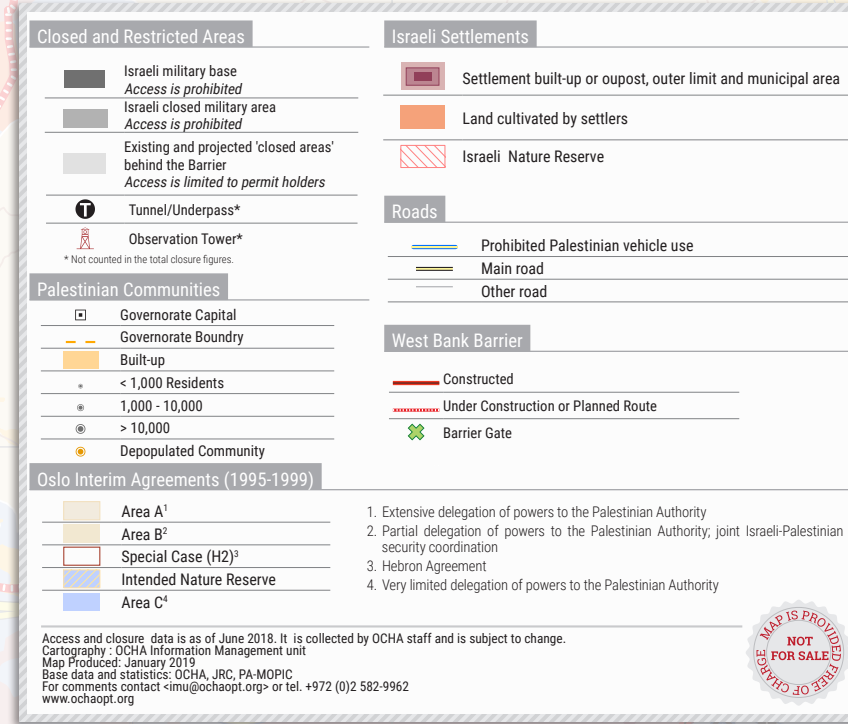 Closed and Restricted Areas
Israeli military base
Access is prohibited
Israeli closed military area
Access is prohibited
Existing and projected 'closed areas'
behind the Barrier
Access is limited to permit holders
T
Tunnel/Underpass*
Observation Tower*
* Not counted in the total closure figures.
Palestinian Communities
Governorate Capital
Governorate Boundry
Built-up
< 1,000 Residents
1,000 - 10,000
> 10,000
Depopulated Community
Israeli Settlements
Settlement built-up or oupost, outer limit and municipal area
Land cultivated by settlers
Israeli Nature Reserve
Roads
Prohibited Palestinian vehicle use
Main road
Other road
West Bank Barrier
Constructed
Under Construction or Planned Route
Barrier Gate
Oslo Interim Agreements (1995-1999)
Area A¹
Area B²
Special Case (H2)³
Intended Nature Reserve
Area C⁴
1. Extensive delegation of powers to the Palestinian Authority
2. Partial delegation of powers to the Palestinian Authority; joint Israeli-Palestinian
security coordination
3. Hebron Agreement
4. Very limited delegation of powers to the Palestinian Authority
Access and closure data is as of June 2018. It is collected by OCHA staff and is subject to change.
Cartography : OCHA Information Management unit
Map Produced: January 2019
Base data and statistics: OCHA, JRC, PA-MOPIC
For comments contact <imu@ochaopt.org> or tel. +972 (0)2 582-9962
www.ochaopt.org
MAP IS PROVIDED FREE OF CHARGE
NOT
FOR SALE